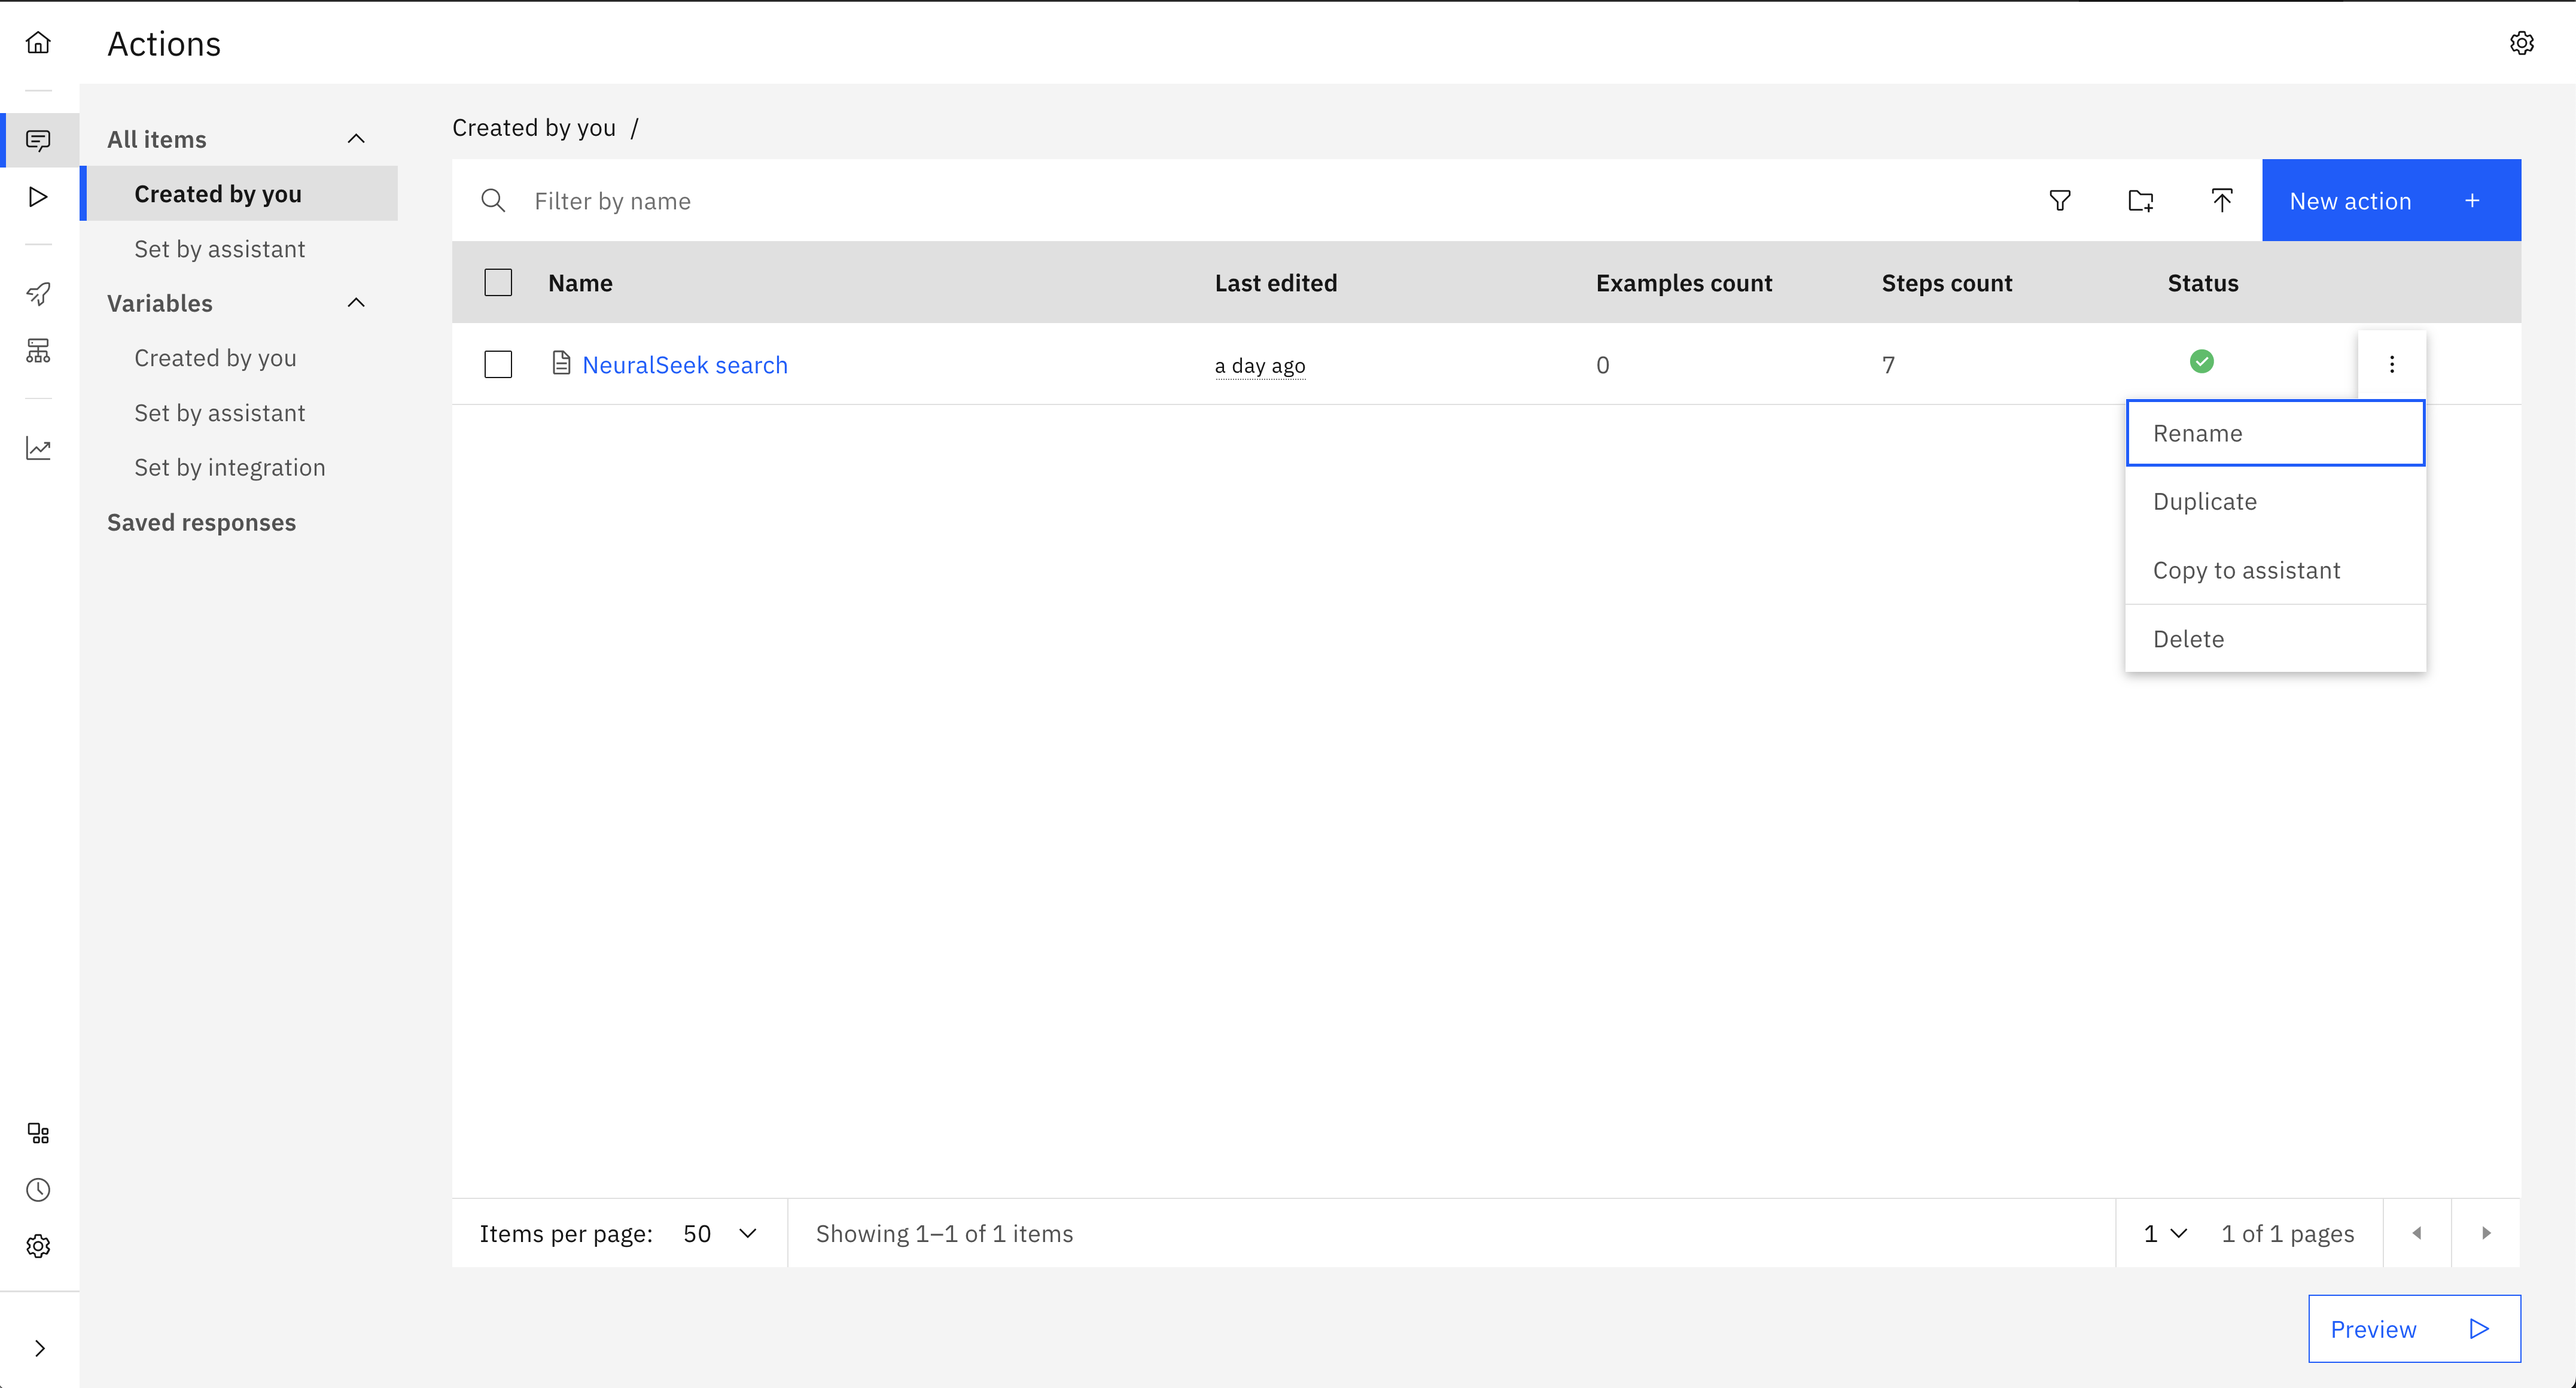 Actions
All items
Created by you
Set by assistant
Variables
Created by you
Set by assistant
Set by integration
Saved responses
Created by you /
Filter by name
New action +
Name Last edited Examples count Steps count Status
NeuralSeek search a day ago 0 7
Rename
Duplicate
Copy to assistant
Delete
Items per page: 50 Showing 1–1 of 1 items 1 1 of 1 pages
Preview